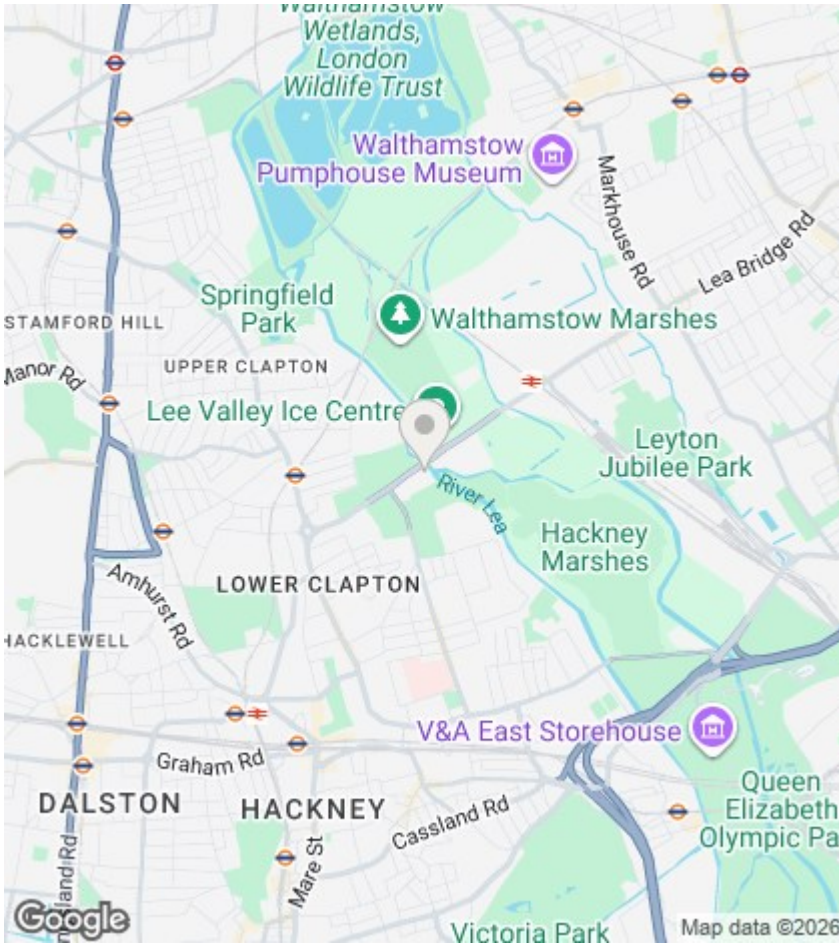 Walthamstow
Wetlands,
London
Wildlife Trust
Walthamstow
Pumphouse Museum
Markhouse Rd
Lea Bridge Rd
Springfield
Park
STAMFORD HILL
Walthamstow Marshes
UPPER CLAPTON
Manor Rd
Lee Valley Ice Centre
Leyton
Jubilee Park
River Lea
Hackney
Marshes
LOWER CLAPTON
Amhurst Rd
HACKLEWELL
V&A East Storehouse
Graham Rd
Queen
Elizabeth
Olympic Pa
DALSTON
HACKNEY
Cassland Rd
Mare St
sland Rd
Google
Victoria Park
Map data ©2026